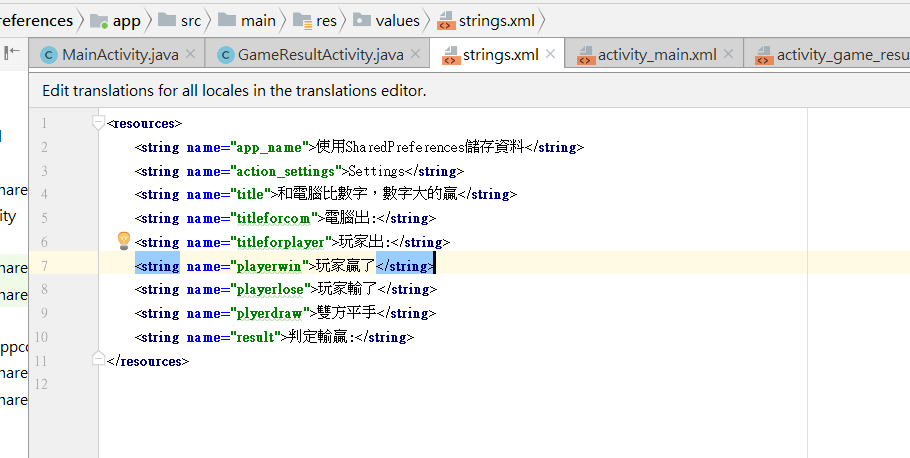 eferences app src main res values strings.xml
MainActivity.java GameResultActivity.java strings.xml activity_main.xml activity_game_resu
Edit translations for all locales in the translations editor.
1 <resources>
2 <string name="app_name">使用SharedPreferences儲存資料</string>
3 <string name="action_settings">Settings</string>
4 <string name="title">和電腦比數字，數字大的贏</string>
5 <string name="titleforcom">電腦出:</string>
6 <string name="titleforplayer">玩家出:</string>
7 <string name="playerwin">玩家贏了</string>
8 <string name="playerlose">玩家輸了</string>
9 <string name="plyerdraw">雙方平手</string>
10 <string name="result">判定輸贏:</string>
11 </resources>
12
hare
ity
hare
hare
appco
hare
hare